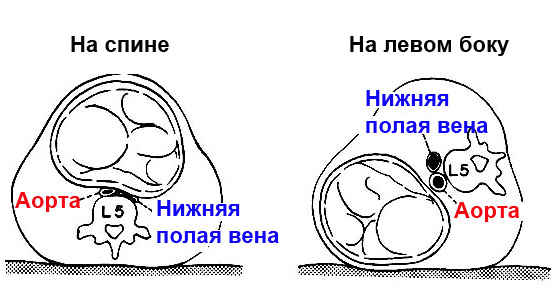 На спине
Аорта
L5
Нижняя
полая вена
На левом боку
Нижняя
полая вена
L5
Аорта